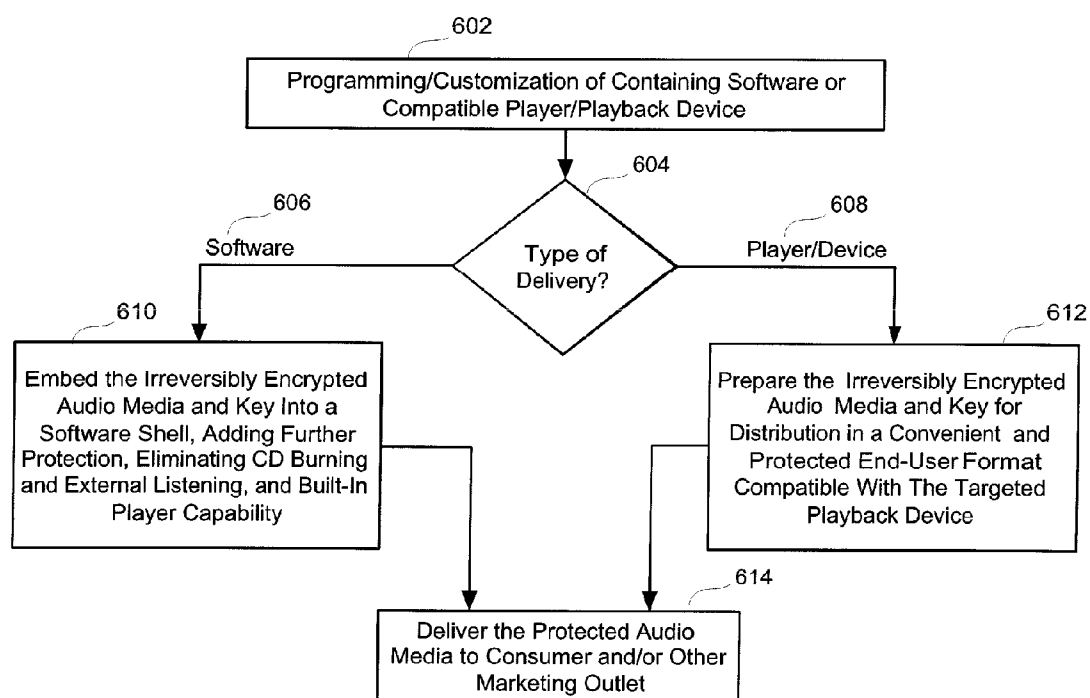 602
Programming/Customization of Containing Software or
Compatible Player/Playback Device
604
606
608
Software
Type of
Delivery?
Player/Device
610
612
Embed the Irreversibly Encrypted
Audio Media and Key Into a
Software Shell, Adding Further
Protection, Eliminating CD Burning
and External Listening, and Built-In
Player Capability
Prepare the Irreversibly Encrypted
Audio Media and Key for
Distribution in a Convenient and
Protected End-User Format
Compatible With The Targeted
Playback Device
614
Deliver the Protected Audio
Media to Consumer and/or Other
Marketing Outlet